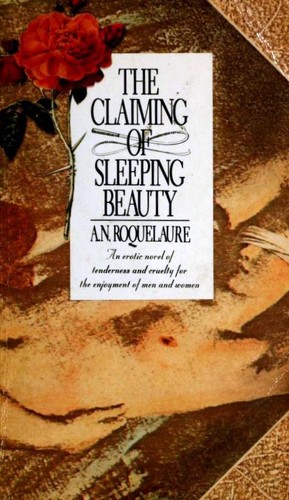 THE
CLAIMING
OF
SLEEPING
BEAUTY
A.N. ROQUELAURE
An erotic novel of
tenderness and cruelty for
the enjoyment of men and women